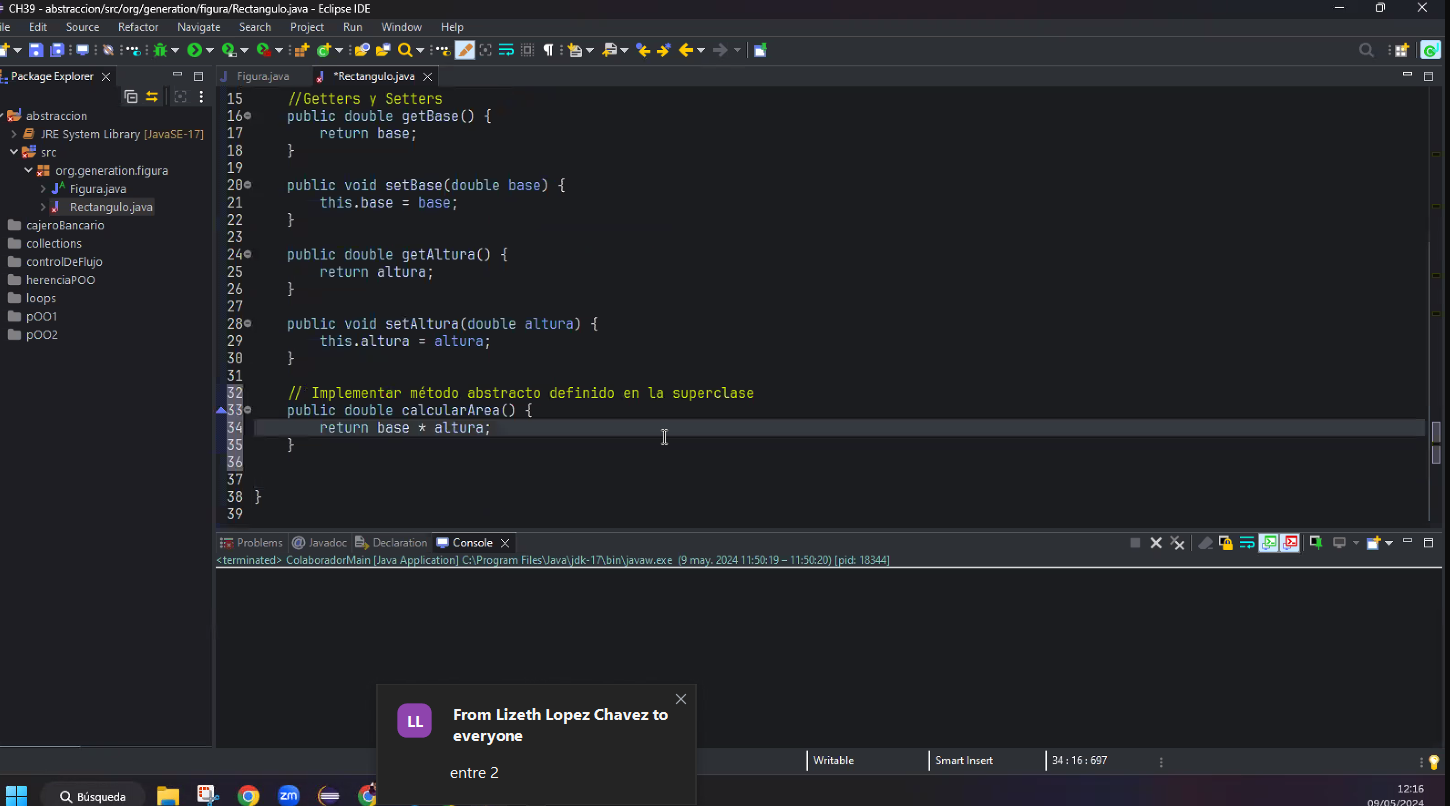 CH39 - abstraccion/src/org/generation/figura/Rectangulo.java - Eclipse IDE
ile Edit Source Refactor Navigate Search Project Run Window Help
Package Explorer
Figura.java
*Rectangulo.java
abstraccion
JRE System Library [JavaSE-17]
src
org.generation.figura
Figura.java
Rectangulo.java
cajeroBancario
collections
controlDeFlujo
herenciaPOO
loops
pOO1
pOO2
15 //Getters y Setters
16 public double getBase() {
17 return base;
18 }
19
20 public void setBase(double base) {
21 this.base = base;
22 }
23
24 public double getAltura() {
25 return altura;
26 }
27
28 public void setAltura(double altura) {
29 this.altura = altura;
30 }
31
32 // Implementar método abstracto definido en la superclase
33 public double calcularArea() {
34 return base * altura;
35 }
36
37
38 }
39
Problems @ Javadoc Declaration Console
<terminated> ColaboradorMain [Java Application] C:\Program Files\Java\jdk-17\bin\javaw.exe (9 may. 2024 11:50:19 – 11:50:20) [pid: 18344]
LL
From Lizeth Lopez Chavez to
everyone
entre 2
Writable
Smart Insert
34 : 16 : 697
Búsqueda
zm
12:16
09/05/2024